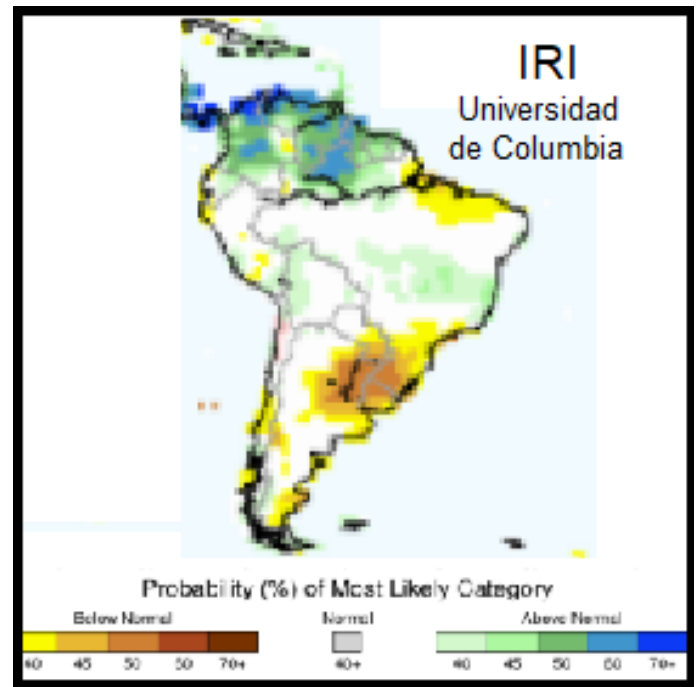 IRI
Universidad
de Columbia
Probability (%) of Most Likely Category
Below Normal Normal Above Normal
40 45 50 60 70+ 40+ 40 45 50 60 70+